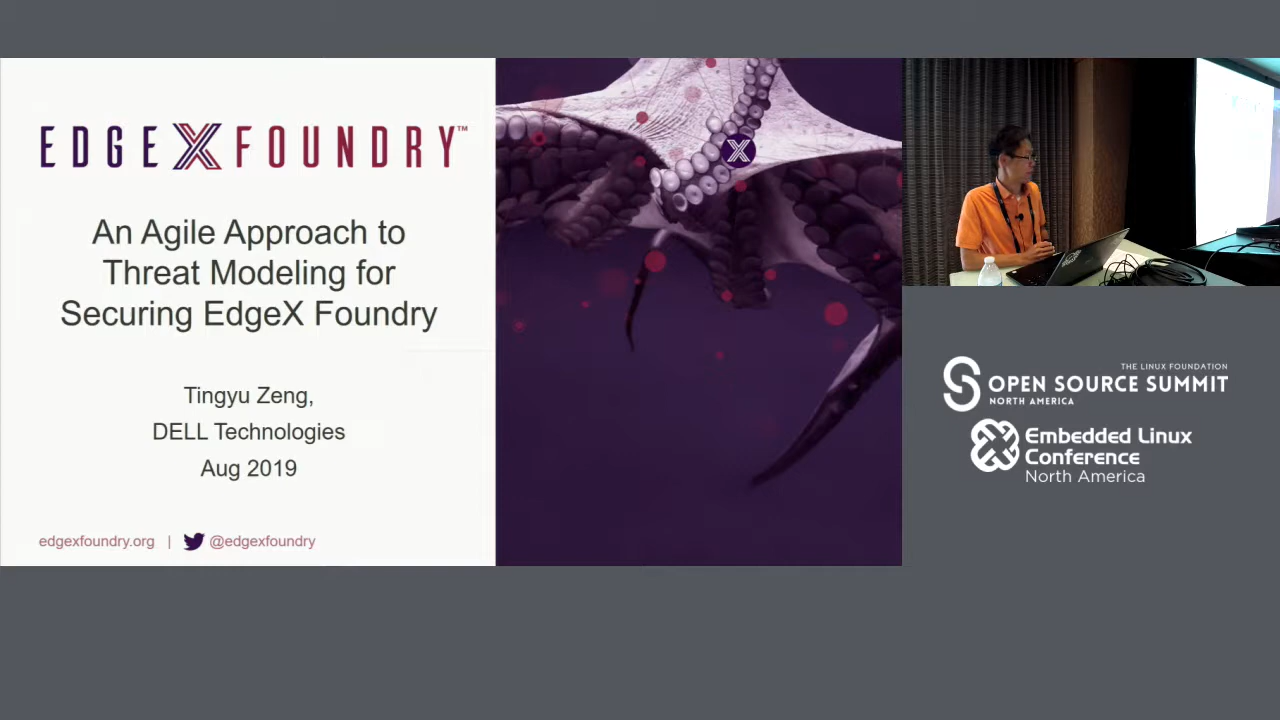 EDGE X FOUNDRY™
An Agile Approach to
Threat Modeling for
Securing EdgeX Foundry
Tingyu Zeng,
DELL Technologies
Aug 2019
edgexfoundry.org | @edgexfoundry
THE LINUX FOUNDATION
OPEN SOURCE SUMMIT
NORTH AMERICA
Embedded Linux
Conference
North America